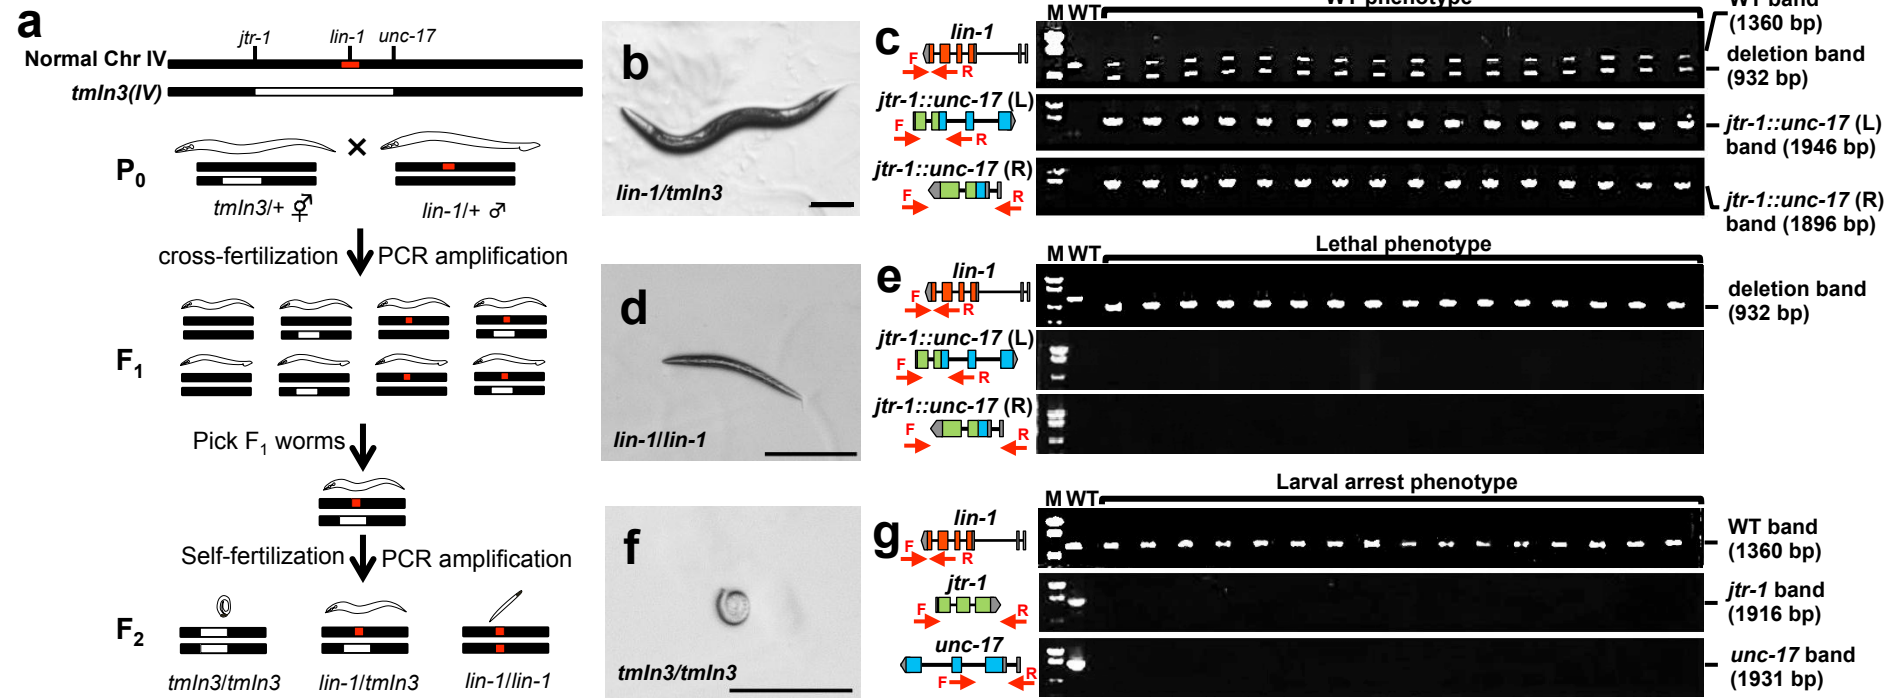 a
jtr-1 lin-1 unc-17
Normal Chr IV
tmIn3(IV)
P0
×
tmIn3/+ ⚥
lin-1/+ ♂
cross-fertilization
PCR amplification
F1
Pick F1 worms
Self-fertilization
PCR amplification
F2
tmIn3/tmIn3
lin-1/tmIn3
lin-1/lin-1
b
lin-1/tmIn3
d
lin-1/lin-1
f
tmIn3/tmIn3
c
WT phenotype
M WT
lin-1
F
R
jtr-1::unc-17 (L)
F
R
jtr-1::unc-17 (R)
F
R
WT band
(1360 bp)
deletion band
(932 bp)
jtr-1::unc-17 (L)
band (1946 bp)
jtr-1::unc-17 (R)
band (1896 bp)
e
Lethal phenotype
M WT
lin-1
F
R
jtr-1::unc-17 (L)
F
R
jtr-1::unc-17 (R)
F
R
deletion band
(932 bp)
g
Larval arrest phenotype
M WT
lin-1
F
R
jtr-1
F
R
unc-17
F
R
WT band
(1360 bp)
jtr-1 band
(1916 bp)
unc-17 band
(1931 bp)